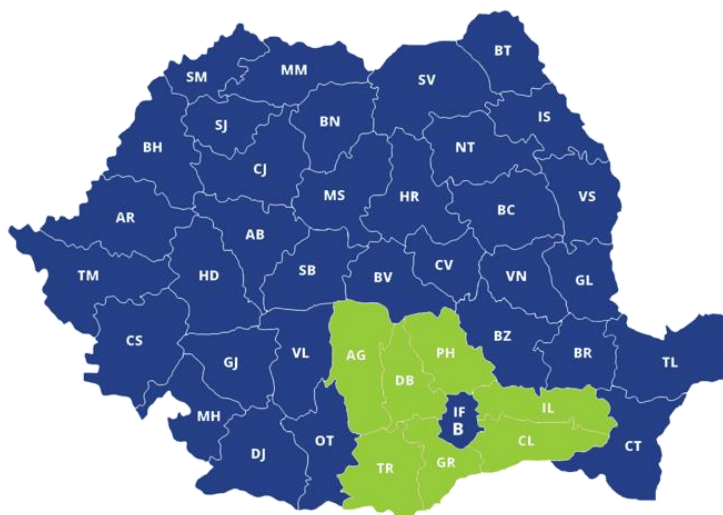 BT
MM
SM
SV
IS
SJ
BN
BH
NT
CJ
MS
HR
VS
BC
AR
AB
TM
HD
SB
BV
CV
VN
GL
CS
BZ
PH
AG
BR
GJ
VL
TL
DB
IF
IL
MH
B
OT
CL
CT
DJ
TR
GR